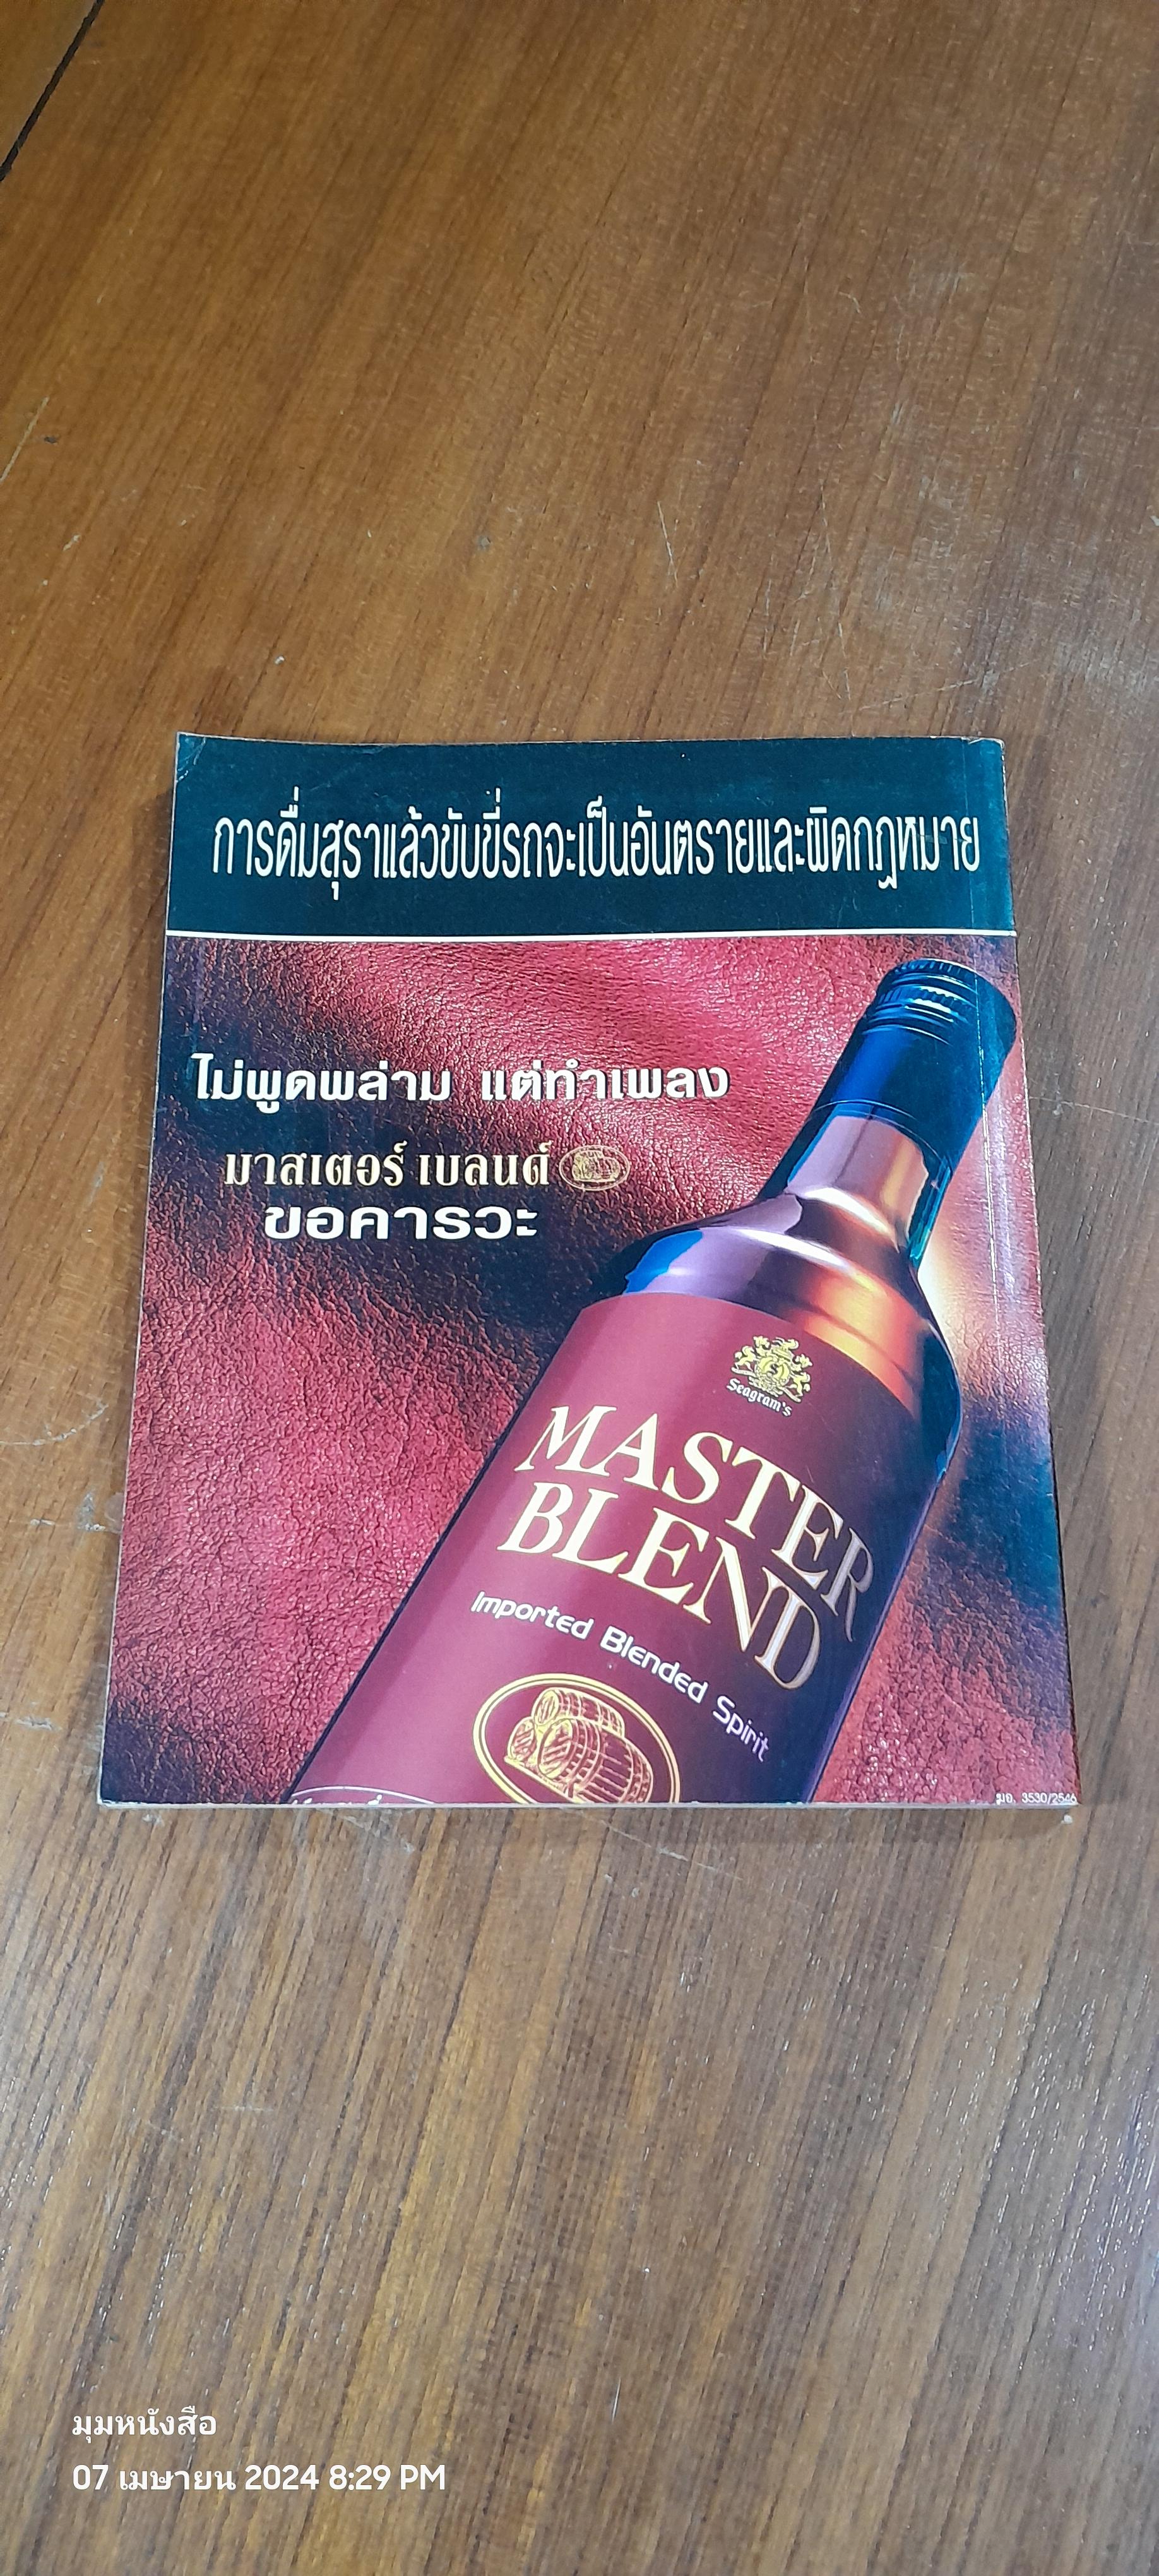 การดื่มสุราแล้วขับขี่รถจะเป็นอันตรายและผิดกฎหมาย
ไม่พูดพล่าม แต่ทำเพลง
มาสเตอร์ เบลนด์
ขอคารวะ
Seagram's
MASTER
BLEND
Imported Blended Spirit
ฆอ. 3530/2546
มุมหนังสือ
07 เมษายน 2024 8:29 PM